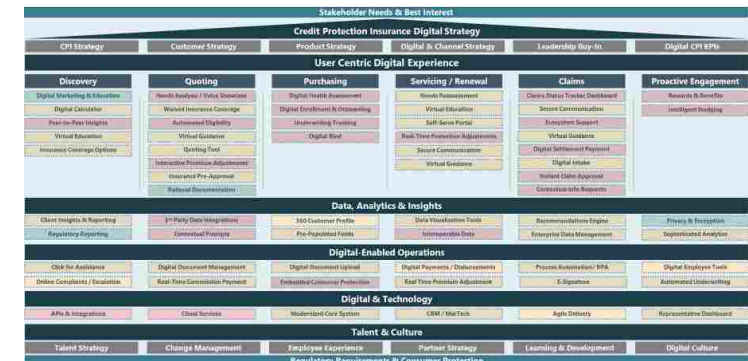 Stakeholder Needs & Best Interest
Credit Protection Insurance Digital Strategy
CPI Strategy Customer Strategy Product Strategy Digital & Channel Strategy Leadership Buy-In Digital CPI KPIs
User Centric Digital Experience
Discovery Quoting Purchasing Servicing / Renewal Claims Proactive Engagement
Digital Marketing & Education Needs Analysis / Value Showcase Digital Health Assessment Needs Reassessment Claims Status Tracker Dashboard Rewards & Benefits
Digital Calculator Waived Insurance Coverage Digital Enrollment & Onboarding Virtual Education Secure Communication Intelligent Nudging
Peer-to-Peer Insights Automated Eligibility Underwriting Tracking Self-Serve Portal Ecosystem Support
Virtual Education Virtual Guidance Digital Bind Real-Time Protection Adjustments Virtual Guidance
Insurance Coverage Options Quoting Tool Secure Communication Digital Settlement Payment
Interactive Premium Adjustments Virtual Guidance Digital Intake
Insurance Pre-Approval Instant Claim Approval
Rational Documentation Contextual Info Requests
Data, Analytics & Insights
Client Insights & Reporting 3rd Party Data Integrations 360 Customer Profile Data Visualization Tools Recommendations Engine Privacy & Encryption
Regulatory Reporting Contextual Prompts Pre-Populated Fields Interoperable Data Enterprise Data Management Sophisticated Analytics
Digital-Enabled Operations
Click for Assistance Digital Document Management Digital Document Upload Digital Payments / Disbursements Process Automation / RPA Digital Employee Tools
Online Complaints / Escalation Real-Time Commission Payment Embedded Consumer Protection Real Time Premium Adjustment E-Signature Automated Underwriting
Digital & Technology
APIs & Integrations Cloud Services Modernized Core System CRM / MarTech Agile Delivery Representative Dashboard
Talent & Culture
Talent Strategy Change Management Employee Experience Partner Strategy Learning & Development Digital Culture
Regulatory Requirements & Consumer Protection